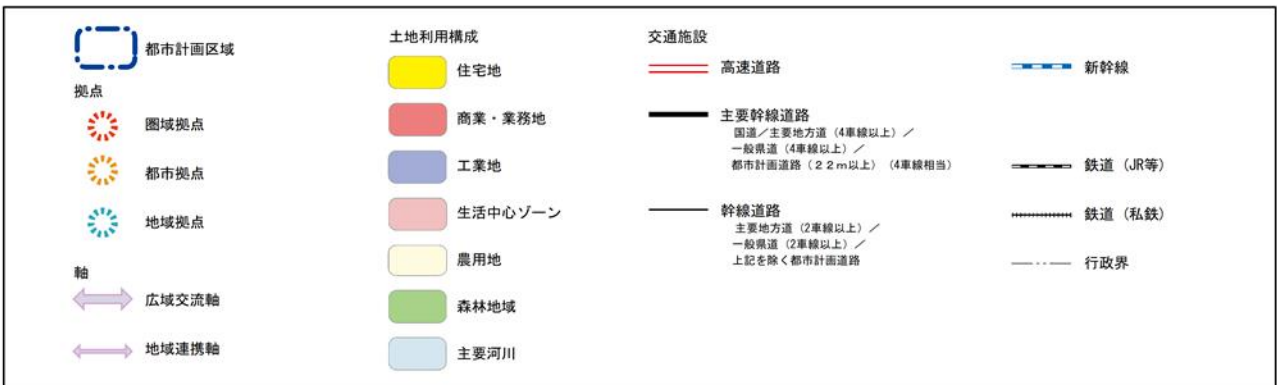 都市計画区域
拠点
圏域拠点
都市拠点
地域拠点
軸
広域交流軸
地域連携軸
土地利用構成
住宅地
商業・業務地
工業地
生活中心ゾーン
農用地
森林地域
主要河川
交通施設
高速道路
主要幹線道路
国道/主要地方道(4車線以上)/
一般県道(4車線以上)/
都市計画道路(22m以上)(4車線相当)
幹線道路
主要地方道(2車線以上)/
一般県道(2車線以上)/
上記を除く都市計画道路
新幹線
鉄道(JR等)
鉄道(私鉄)
行政界